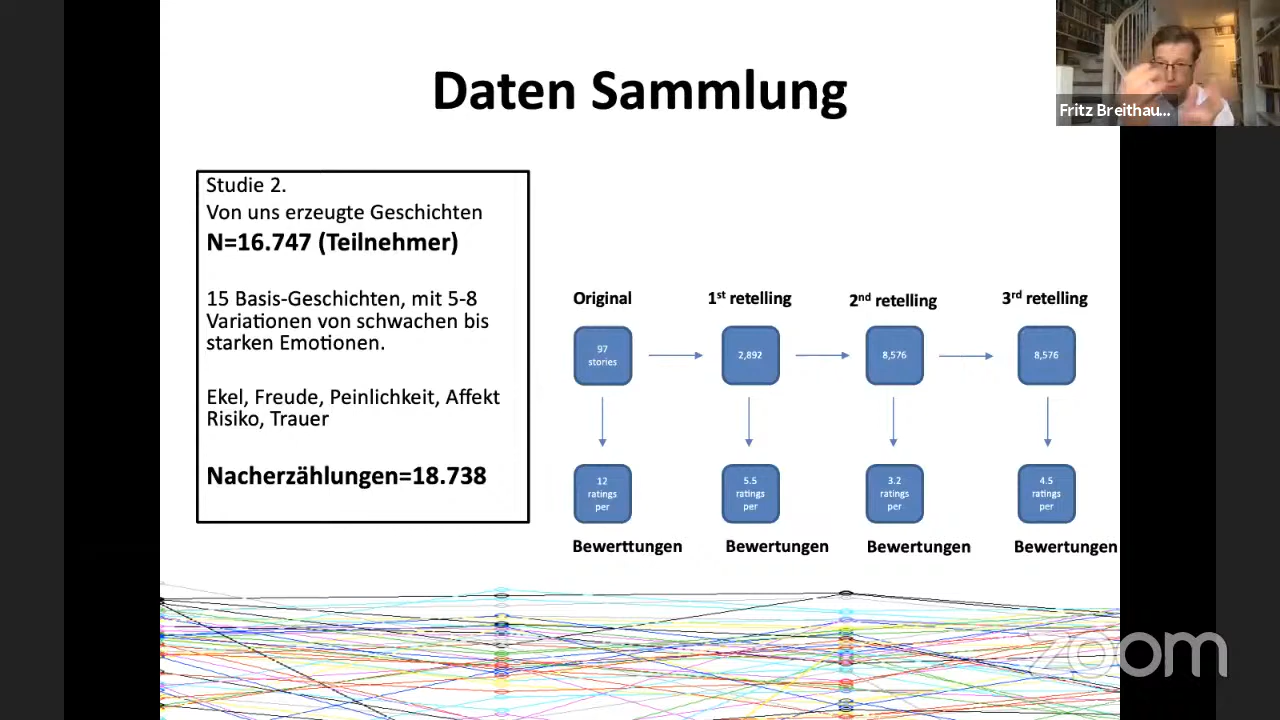 Daten Sammlung
Fritz Breithau...
Studie 2.
Von uns erzeugte Geschichten
N=16.747 (Teilnehmer)
15 Basis-Geschichten, mit 5-8
Variationen von schwachen bis
starken Emotionen.
Ekel, Freude, Peinlichkeit, Affekt
Risiko, Trauer
Nacherzählungen=18.738
Original
1st retelling
2nd retelling
3rd retelling
97
stories
2,892
8,576
8,576
12
ratings
per
5.5
ratings
per
3.2
ratings
per
4.5
ratings
per
Bewerttungen
Bewertungen
Bewertungen
Bewertungen
zoom